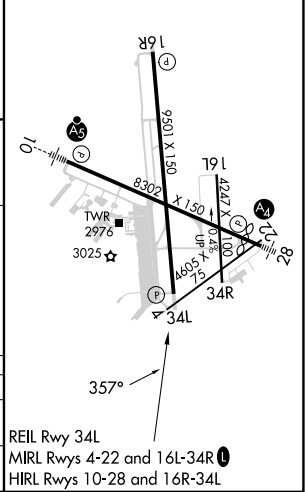 16R
P
A5
P
10
9501 X 150
16L
8302 X 150
4247 X 100
A4
P
22
TWR
2976
0.4%
UP
28
3025
4605 X
75
P
4
34L
34R
357°
REIL Rwy 34L
MIRL Rwys 4-22 and 16L-34R L
HIRL Rwys 10-28 and 16R-34L